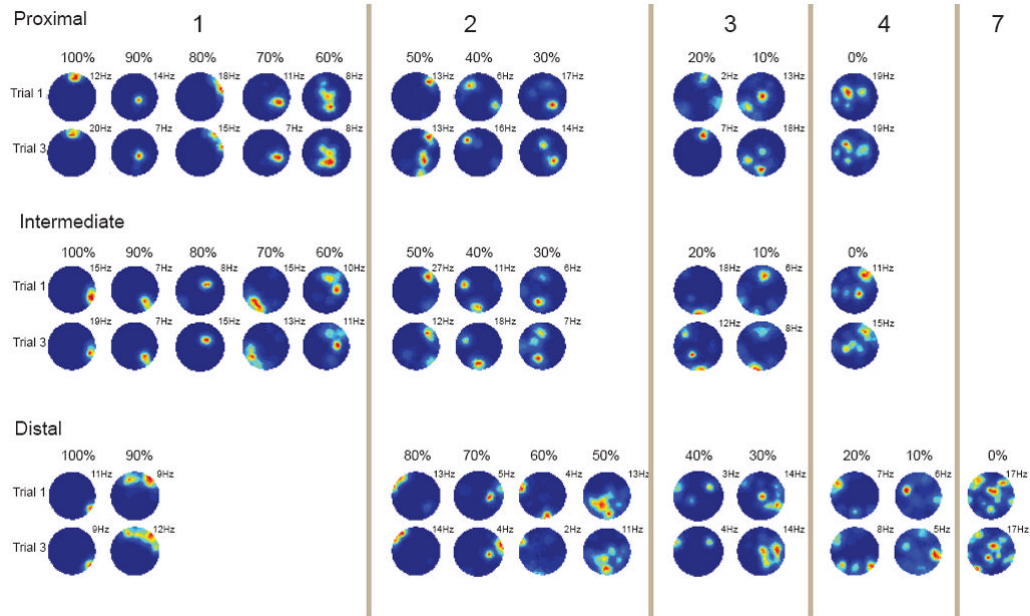 Proximal 1 2 3 4 7
100% 90% 80% 70% 60% 50% 40% 30% 20% 10% 0%
12Hz 14Hz 18Hz 11Hz 8Hz 13Hz 6Hz 17Hz 2Hz 13Hz 19Hz
Trial 1
20Hz 7Hz 15Hz 7Hz 8Hz 13Hz 16Hz 14Hz 7Hz 18Hz 19Hz
Trial 3
Intermediate
100% 90% 80% 70% 60% 50% 40% 30% 20% 10% 0%
15Hz 7Hz 8Hz 15Hz 10Hz 27Hz 11Hz 6Hz 18Hz 6Hz 11Hz
Trial 1
19Hz 7Hz 15Hz 13Hz 11Hz 12Hz 18Hz 7Hz 12Hz 8Hz 15Hz
Trial 3
Distal
100% 90% 80% 70% 60% 50% 40% 30% 20% 10% 0%
11Hz 9Hz 13Hz 5Hz 4Hz 13Hz 3Hz 14Hz 7Hz 6Hz 17Hz
Trial 1
9Hz 12Hz 14Hz 4Hz 2Hz 11Hz 4Hz 14Hz 8Hz 5Hz 17Hz
Trial 3